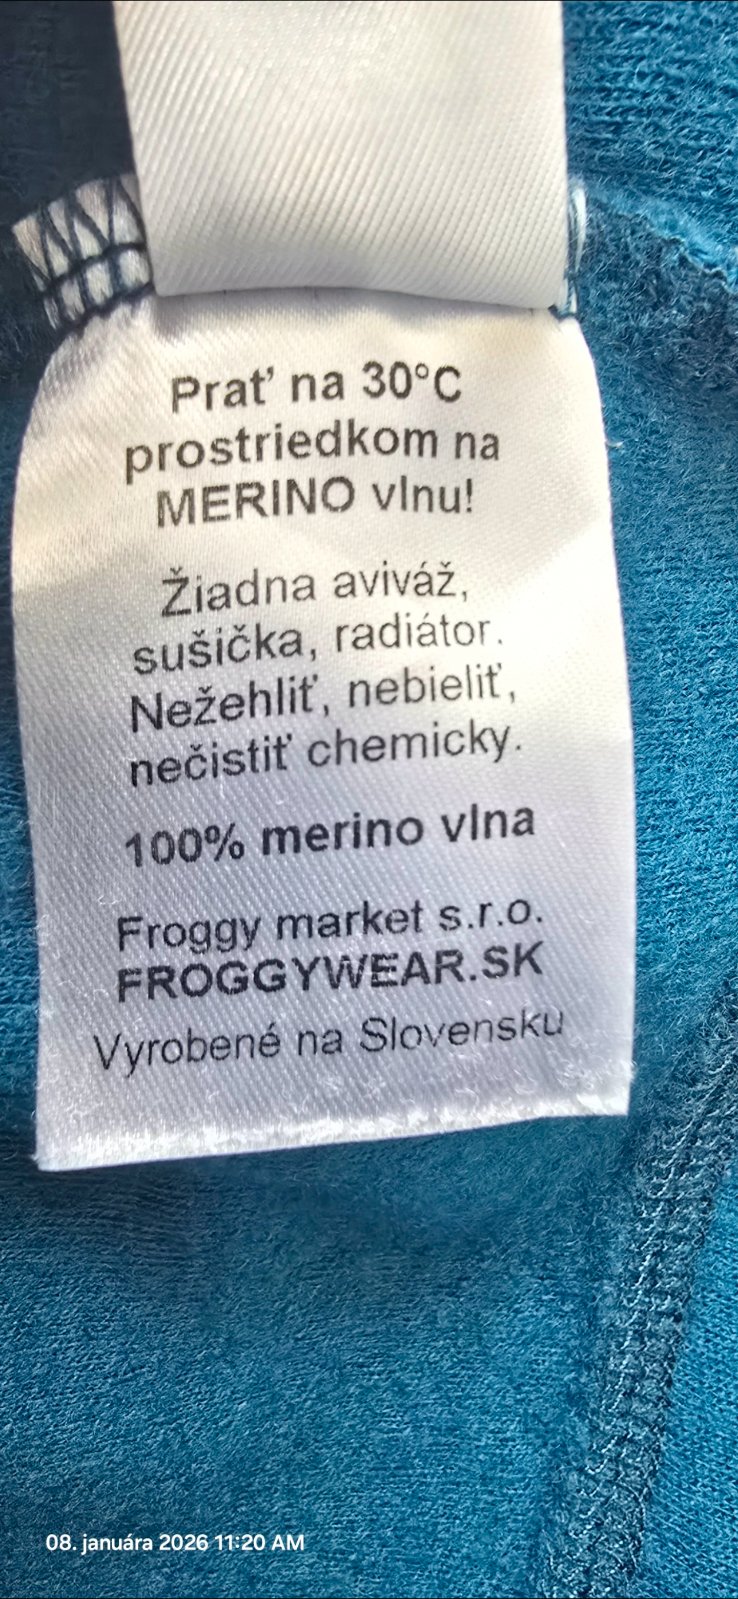 Prať na 30°C
prostriedkom na
MERINO vlnu!
Žiadna aviváž,
sušička, radiátor.
Nežehliť, nebieliť,
nečistiť chemicky.
100% merino vlna
Froggy market s.r.o.
FROGGYWEAR.SK
Vyrobené na Slovensku
08. januára 2026 11:20 AM